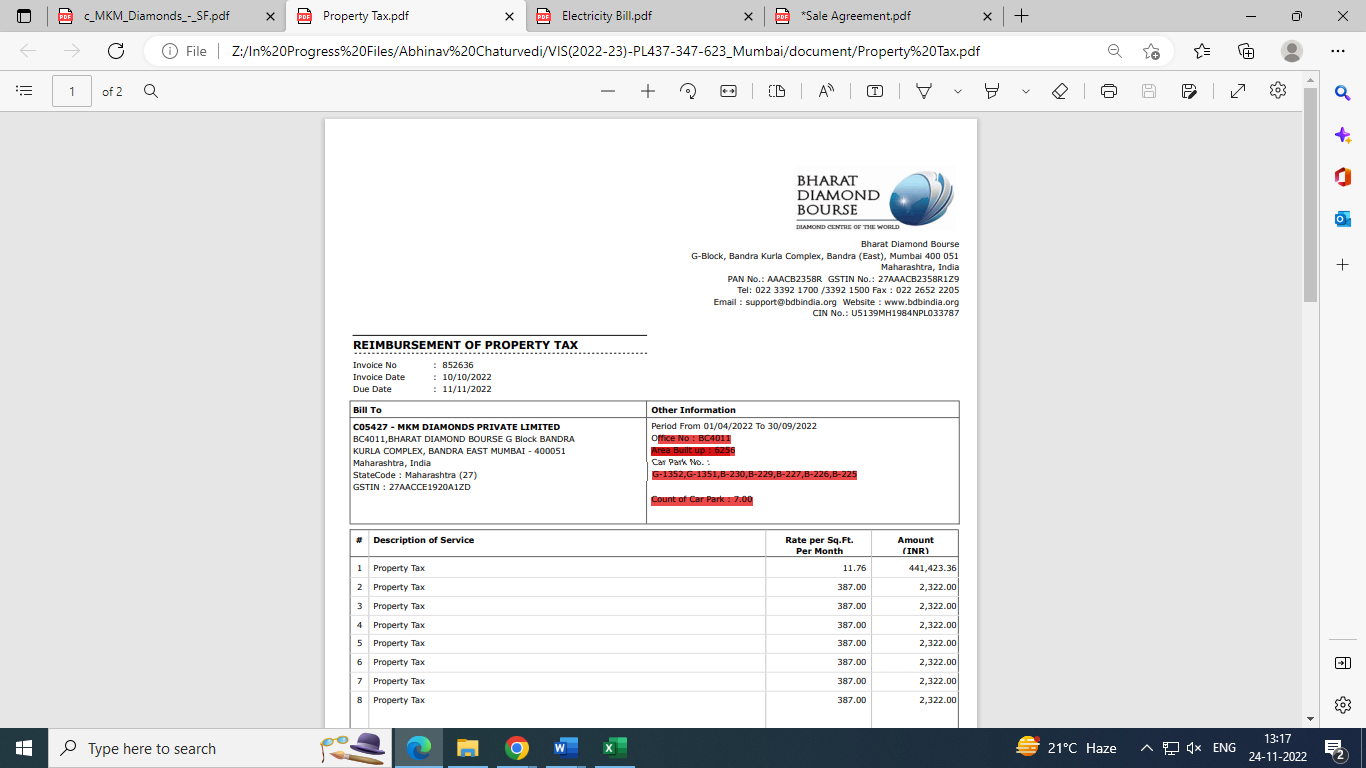 c_MKM_Diamonds_-_SF.pdf
Property Tax.pdf
Electricity Bill.pdf
*Sale Agreement.pdf
File
Z:/In%20Progress%20Files/Abhinav%20Chaturvedi/VIS(2022-23)-PL437-347-623_Mumbai/document/Property%20Tax.pdf
1 of 2
BHARAT
DIAMOND
BOURSE
DIAMOND CENTRE OF THE WORLD
Bharat Diamond Bourse
G-Block, Bandra Kurla Complex, Bandra (East), Mumbai 400 051
Maharashtra, India
PAN No.: AAACB2358R GSTIN No.: 27AAACB2358R1Z9
Tel: 022 3392 1700 /3392 1500 Fax : 022 2652 2205
Email : support@bdbindia.org Website : www.bdbindia.org
CIN No.: U5139MH1984NPL033787
REIMBURSEMENT OF PROPERTY TAX
Invoice No : 852636
Invoice Date : 10/10/2022
Due Date : 11/11/2022
Bill To
C05427 - MKM DIAMONDS PRIVATE LIMITED
BC4011,BHARAT DIAMOND BOURSE G Block BANDRA
KURLA COMPLEX, BANDRA EAST MUMBAI - 400051
Maharashtra, India
StateCode : Maharashtra (27)
GSTIN : 27AACCE1920A1ZD
Other Information
Period From 01/04/2022 To 30/09/2022
Office No : BC4011
Area Built up : 6256
Car Park No. :
G-1352,G-1351,B-230,B-229,B-227,B-226,B-225
Count of Car Park : 7.00
# Description of Service Rate per Sq.Ft. Per Month Amount (INR)
1 Property Tax 11.76 441,423.36
2 Property Tax 387.00 2,322.00
3 Property Tax 387.00 2,322.00
4 Property Tax 387.00 2,322.00
5 Property Tax 387.00 2,322.00
6 Property Tax 387.00 2,322.00
7 Property Tax 387.00 2,322.00
8 Property Tax 387.00 2,322.00
Type here to search
21°C Haze
ENG
13:17
24-11-2022
2